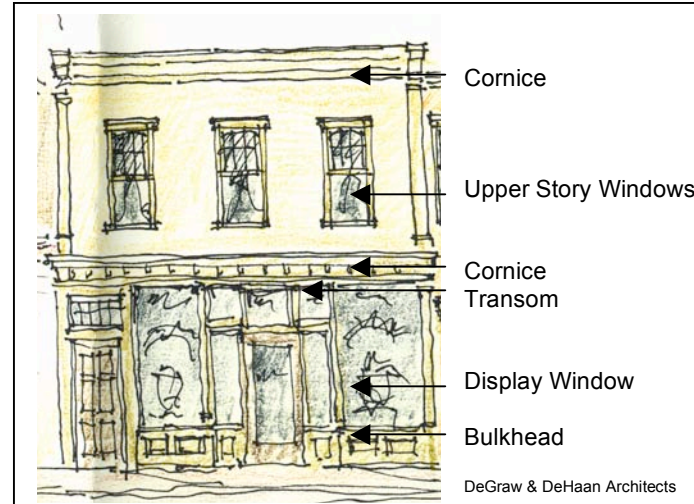 Cornice
Upper Story Windows
Cornice
Transom
Display Window
Bulkhead
DeGraw & DeHaan Architects